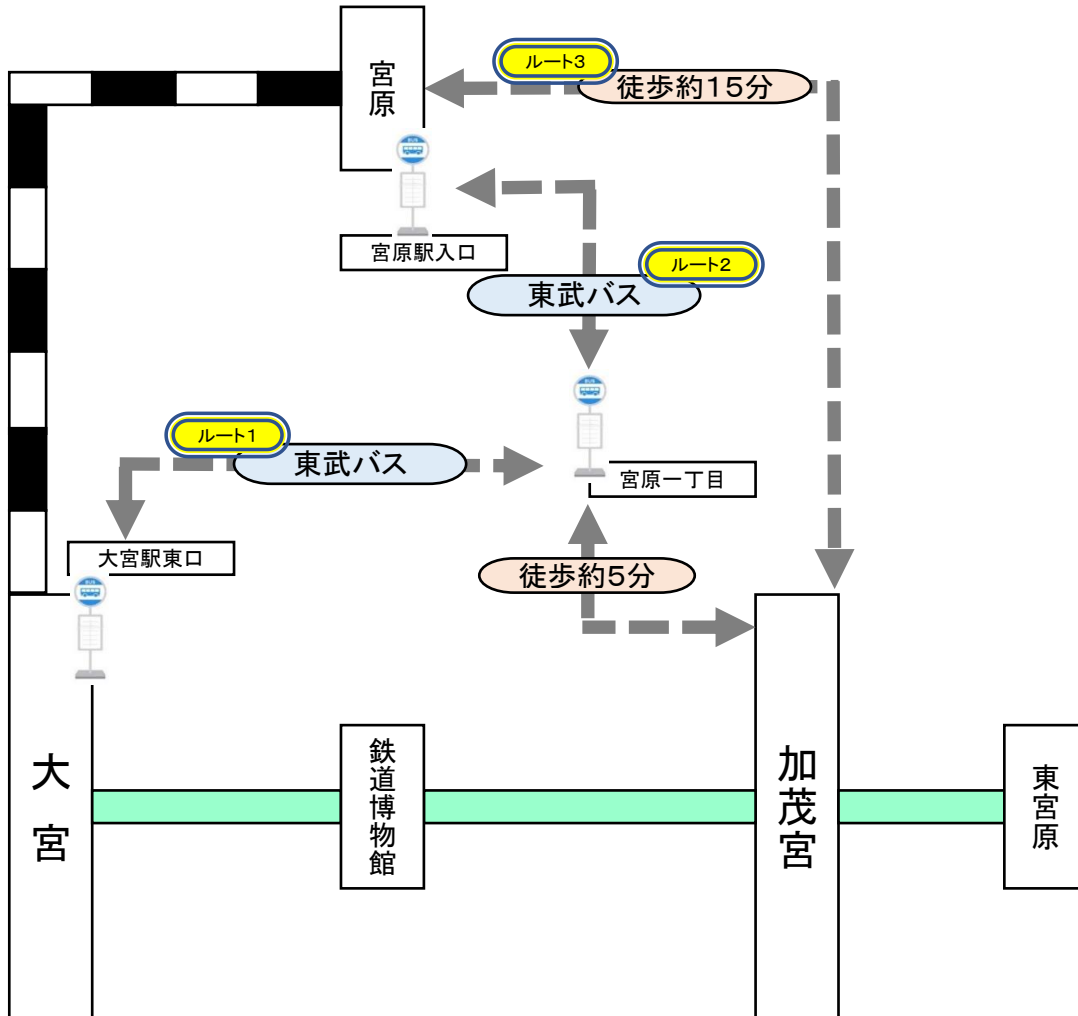 ルート3
徒歩約15分
宮原
宮原駅入口
ルート2
東武バス
ルート1
東武バス
宮原一丁目
大宮駅東口
徒歩約5分
大宮
鉄道博物館
加茂宮
東宮原